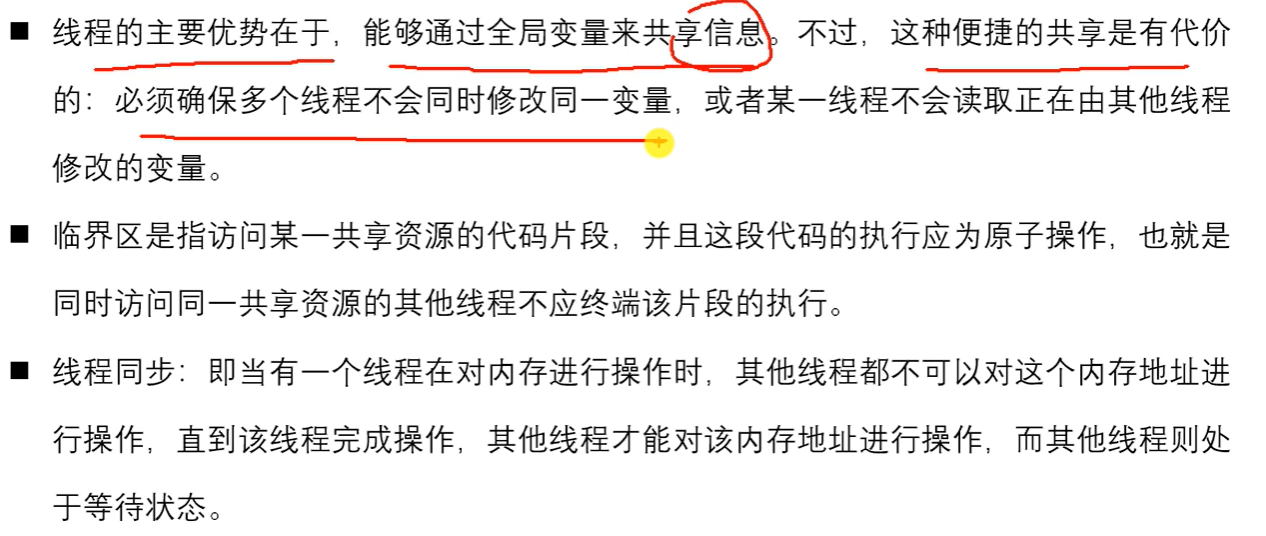 ■ 线程的主要优势在于，能够通过全局变量来共享信息。不过，这种便捷的共享是有代价
的：必须确保多个线程不会同时修改同一变量，或者某一线程不会读取正在由其他线程
修改的变量。
■ 临界区是指访问某一共享资源的代码片段，并且这段代码的执行应为原子操作，也就是
同时访问同一共享资源的其他线程不应终端该片段的执行。
■ 线程同步：即当有一个线程在对内存进行操作时，其他线程都不可以对这个内存地址进
行操作，直到该线程完成操作，其他线程才能对该内存地址进行操作，而其他线程则处
于等待状态。